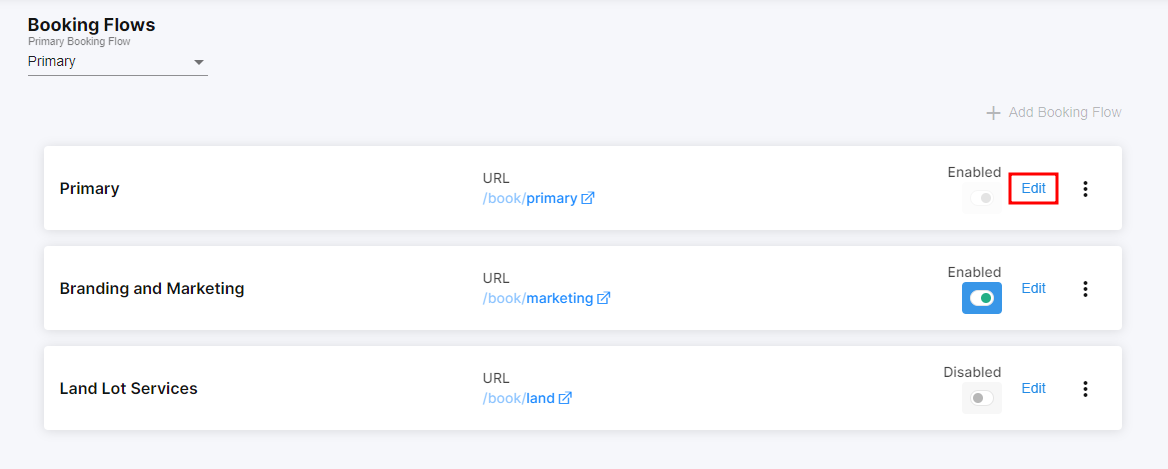 Booking Flows
Primary Booking Flow
Primary
Add Booking Flow
Primary
URL
/book/primary
Enabled
Edit
Branding and Marketing
URL
/book/marketing
Enabled
Edit
Land Lot Services
URL
/book/land
Disabled
Edit